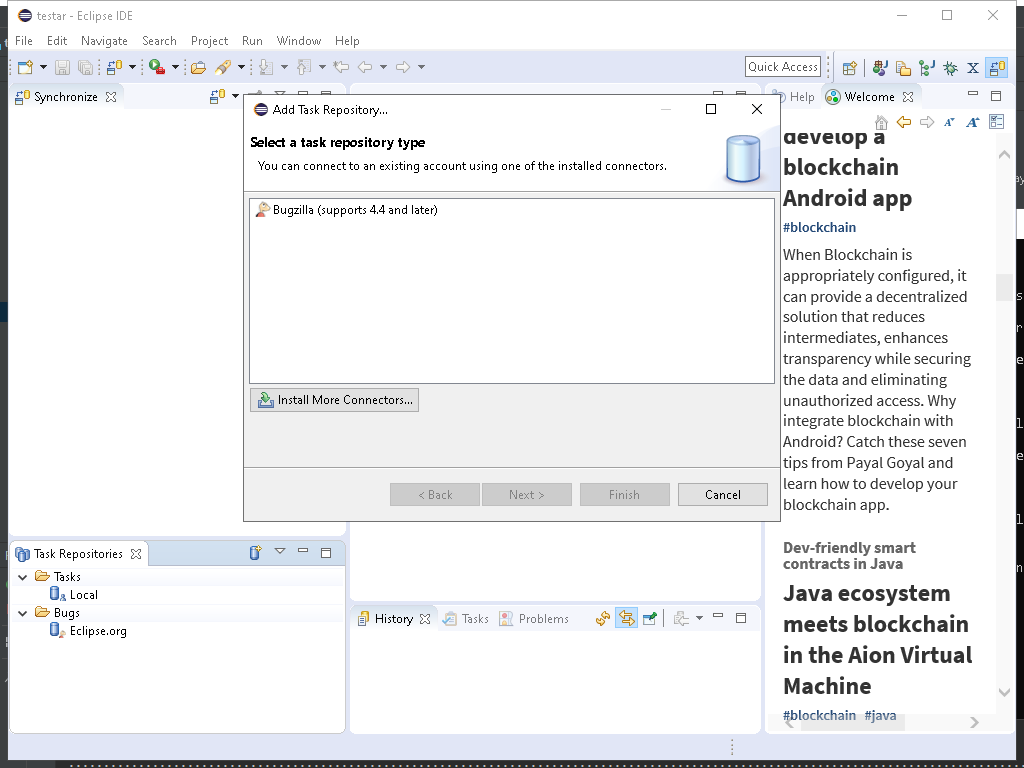 testar - Eclipse IDE
File Edit Navigate Search Project Run Window Help
Quick Access
Synchronize
Help
Welcome
Add Task Repository...
Select a task repository type
You can connect to an existing account using one of the installed connectors.
Bugzilla (supports 4.4 and later)
Install More Connectors...
< Back
Next >
Finish
Cancel
develop a
blockchain
Android app
#blockchain
When Blockchain is
appropriately configured, it
can provide a decentralized
solution that reduces
intermediates, enhances
transparency while securing
the data and eliminating
unauthorized access. Why
integrate blockchain with
Android? Catch these seven
tips from Payal Goyal and
learn how to develop your
blockchain app.
Dev-friendly smart
contracts in Java
Java ecosystem
meets blockchain
in the Aion Virtual
Machine
#blockchain #java
Task Repositories
Tasks
Local
Bugs
Eclipse.org
History
Tasks
Problems